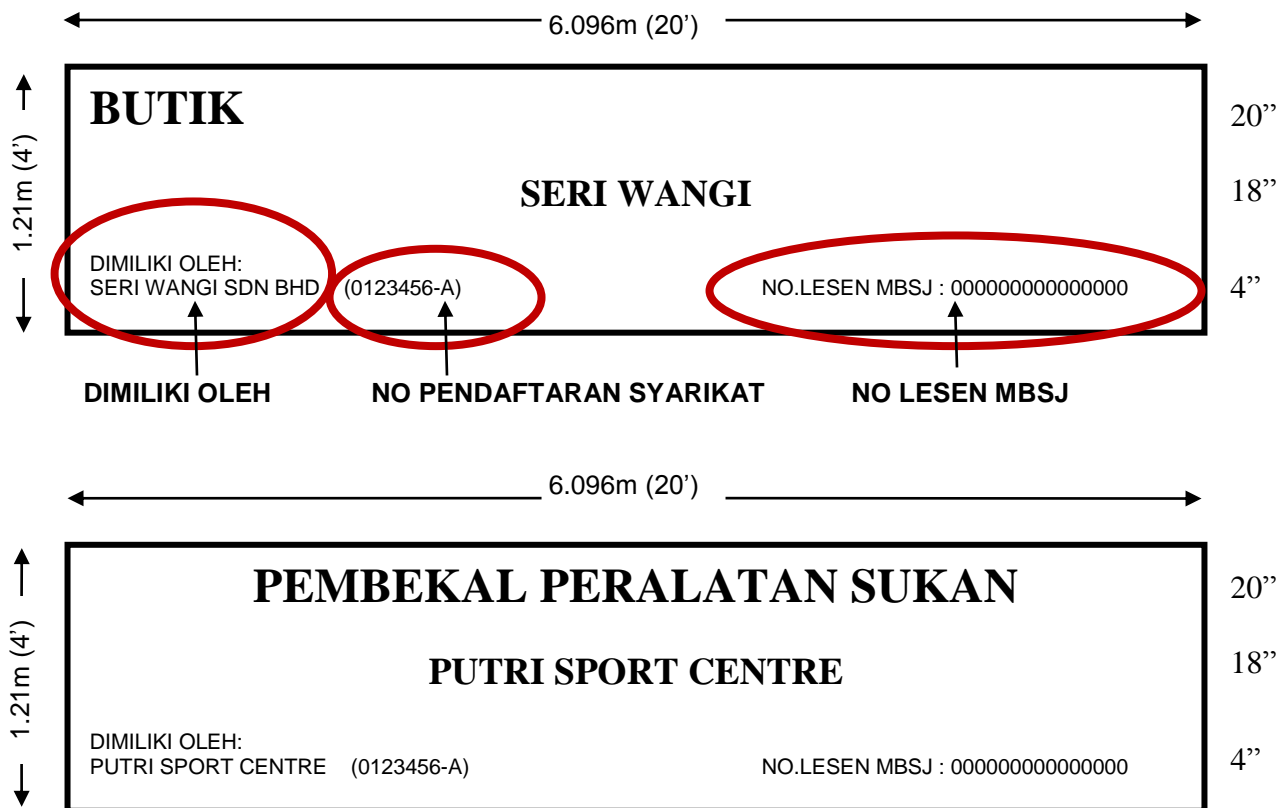 6.096m (20’)
BUTIK
20”
1.21m (4’)
SERI WANGI
18”
DIMILIKI OLEH:
SERI WANGI SDN BHD (0123456-A) NO.LESEN MBSJ : 000000000000000
4”
DIMILIKI OLEH NO PENDAFTARAN SYARIKAT NO LESEN MBSJ
6.096m (20’)
PEMBEKAL PERALATAN SUKAN
20”
1.21m (4’)
PUTRI SPORT CENTRE
18”
DIMILIKI OLEH:
PUTRI SPORT CENTRE (0123456-A) NO.LESEN MBSJ : 000000000000000
4”